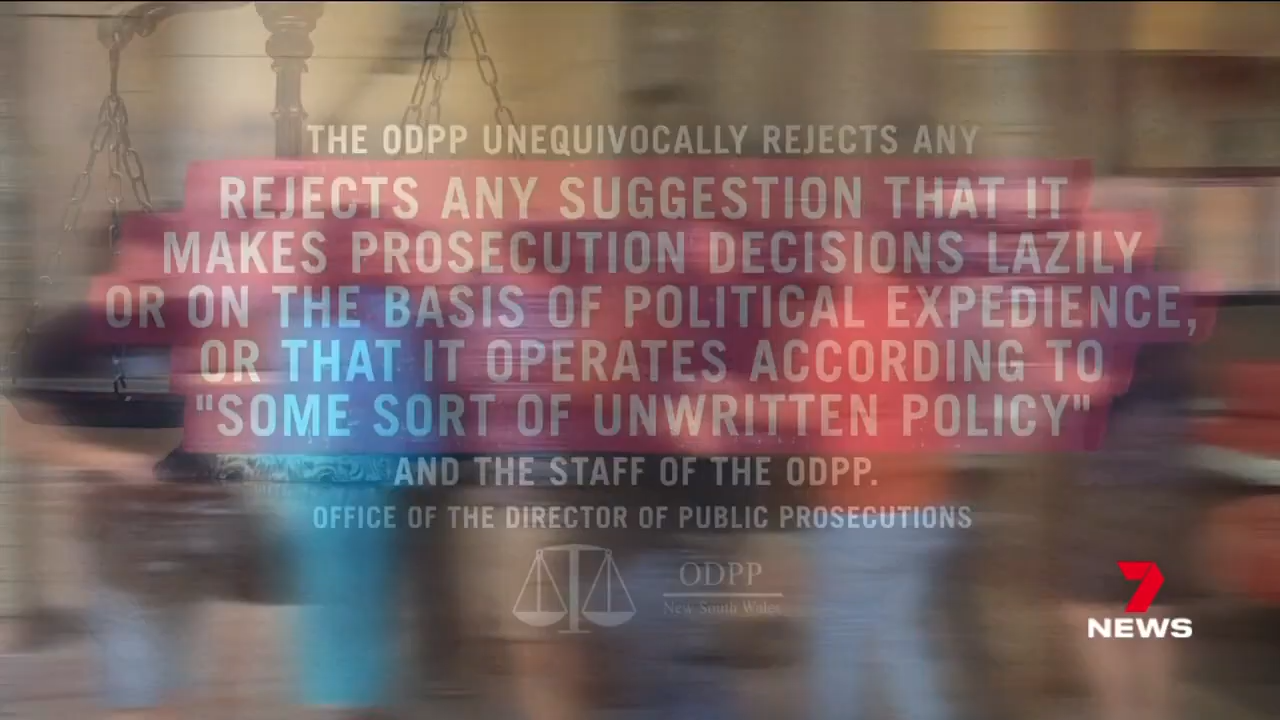 THE ODPP UNEQUIVOCALLY REJECTS ANY
REJECTS ANY SUGGESTION THAT IT
MAKES PROSECUTION DECISIONS LAZILY
OR ON THE BASIS OF POLITICAL EXPEDIENCE,
OR THAT IT OPERATES ACCORDING TO
"SOME SORT OF UNWRITTEN POLICY"
AND THE STAFF OF THE ODPP.
OFFICE OF THE DIRECTOR OF PUBLIC PROSECUTIONS
ODPP
New South Wales
7
NEWS